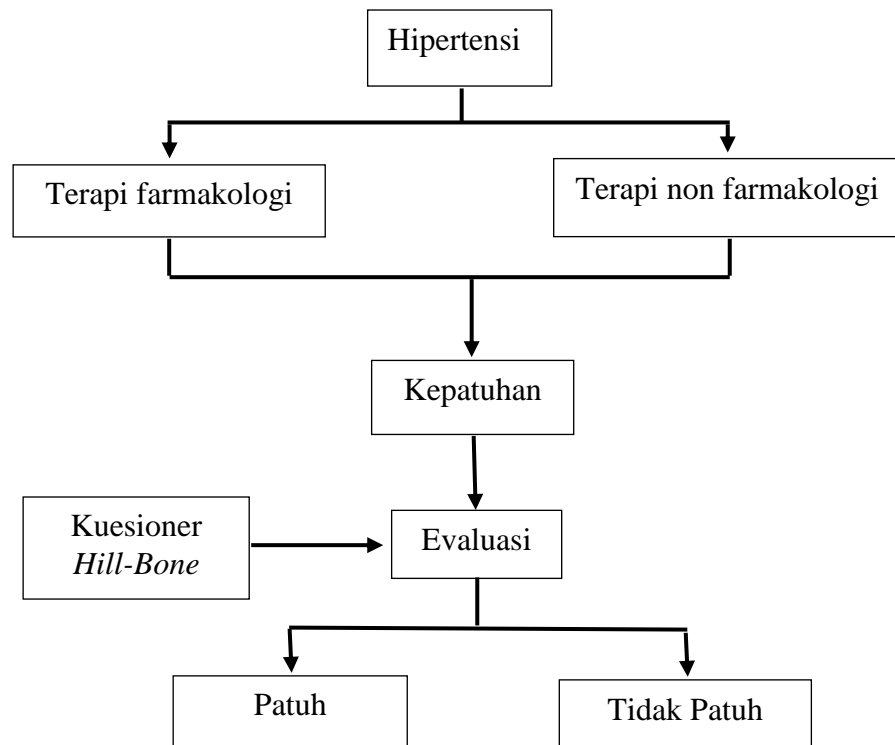 Hipertensi
Terapi farmakologi
Terapi non farmakologi
Kepatuhan
Kuesioner
Hill-Bone
Evaluasi
Patuh
Tidak Patuh